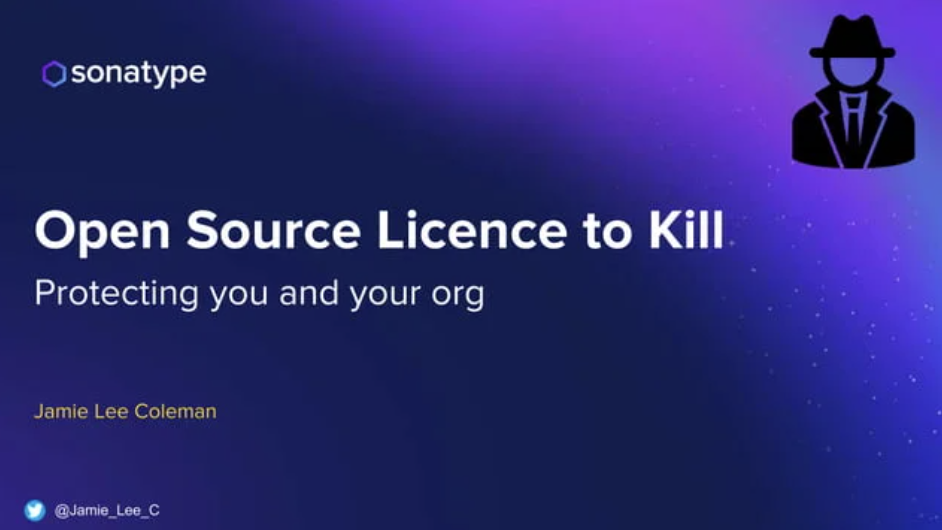 sonatype
Open Source Licence to Kill
Protecting you and your org
Jamie Lee Coleman
@Jamie_Lee_C